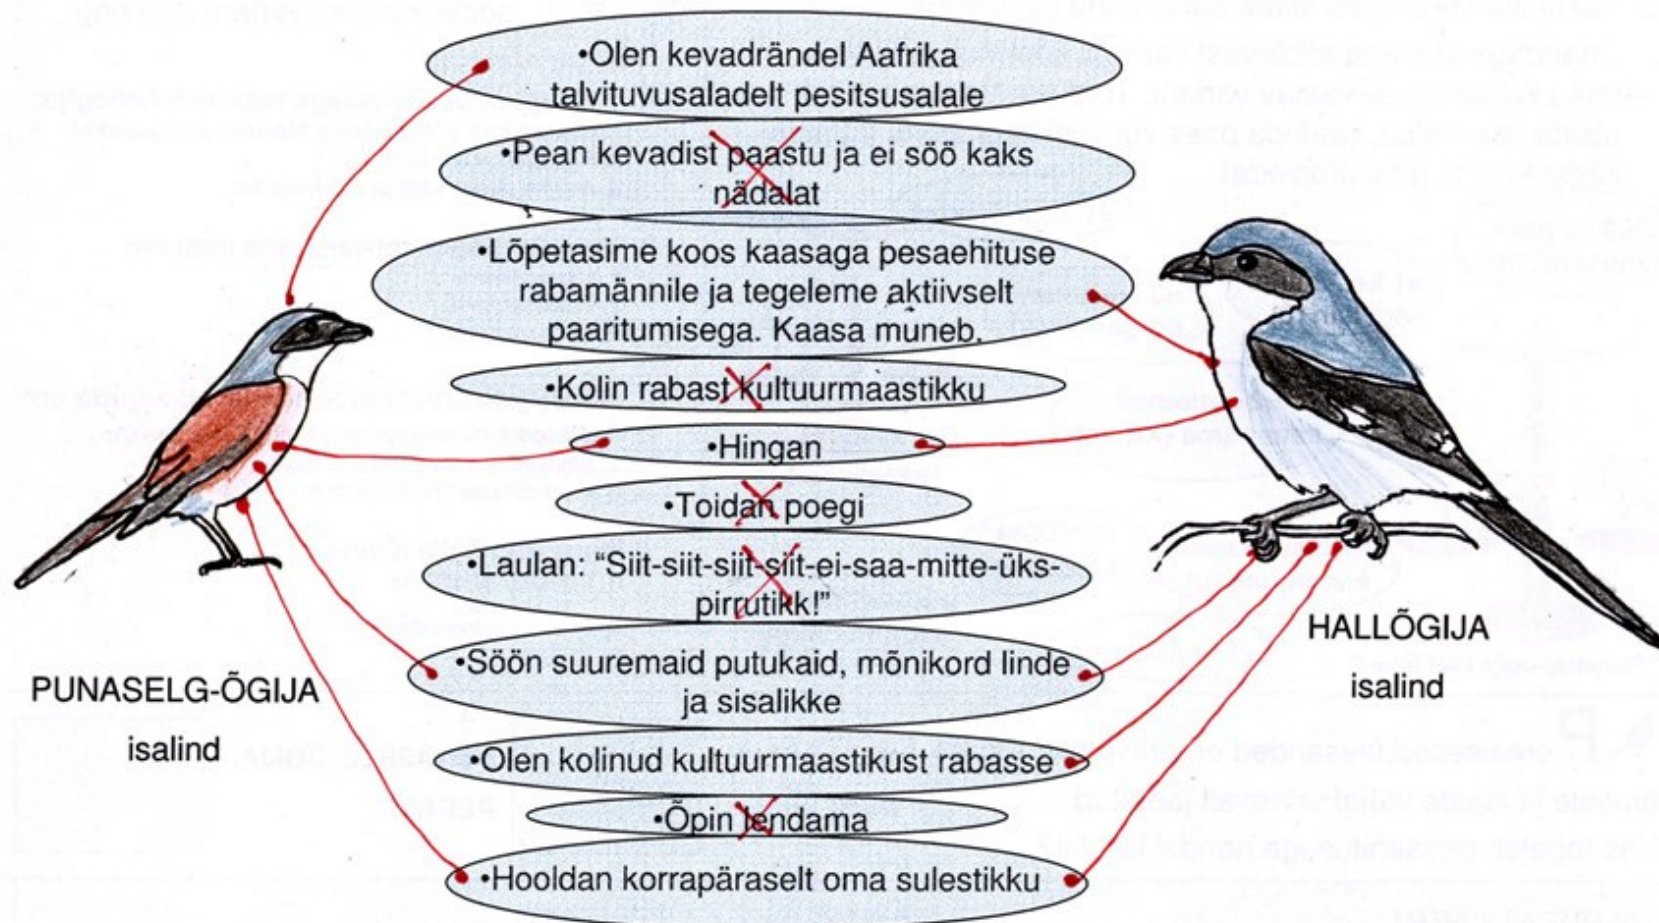 •Olen kevadrändel Aafrika
talvituvusaladelt pesitsusalale
•Pean kevadist paastu ja ei söö kaks
nädalat
•Lõpetasime koos kaasaga pesaehituse
rabamännile ja tegeleme aktiivselt
paaritumisega. Kaasa muneb.
•Kolin rabast kultuurmaastikku
•Hingan
•Toidan poegi
•Laulan: “Siit-siit-siit-siit-ei-saa-mitte-üks-
pirrutikk!”
•Söön suuremaid putukaid, mõnikord linde
ja sisalikke
•Olen kolinud kultuurmaastikust rabasse
•Õpin lendama
•Hooldan korrapäraselt oma sulestikku
PUNASELG-ÕGIJA
isalind
HALLÕGIJA
isalind